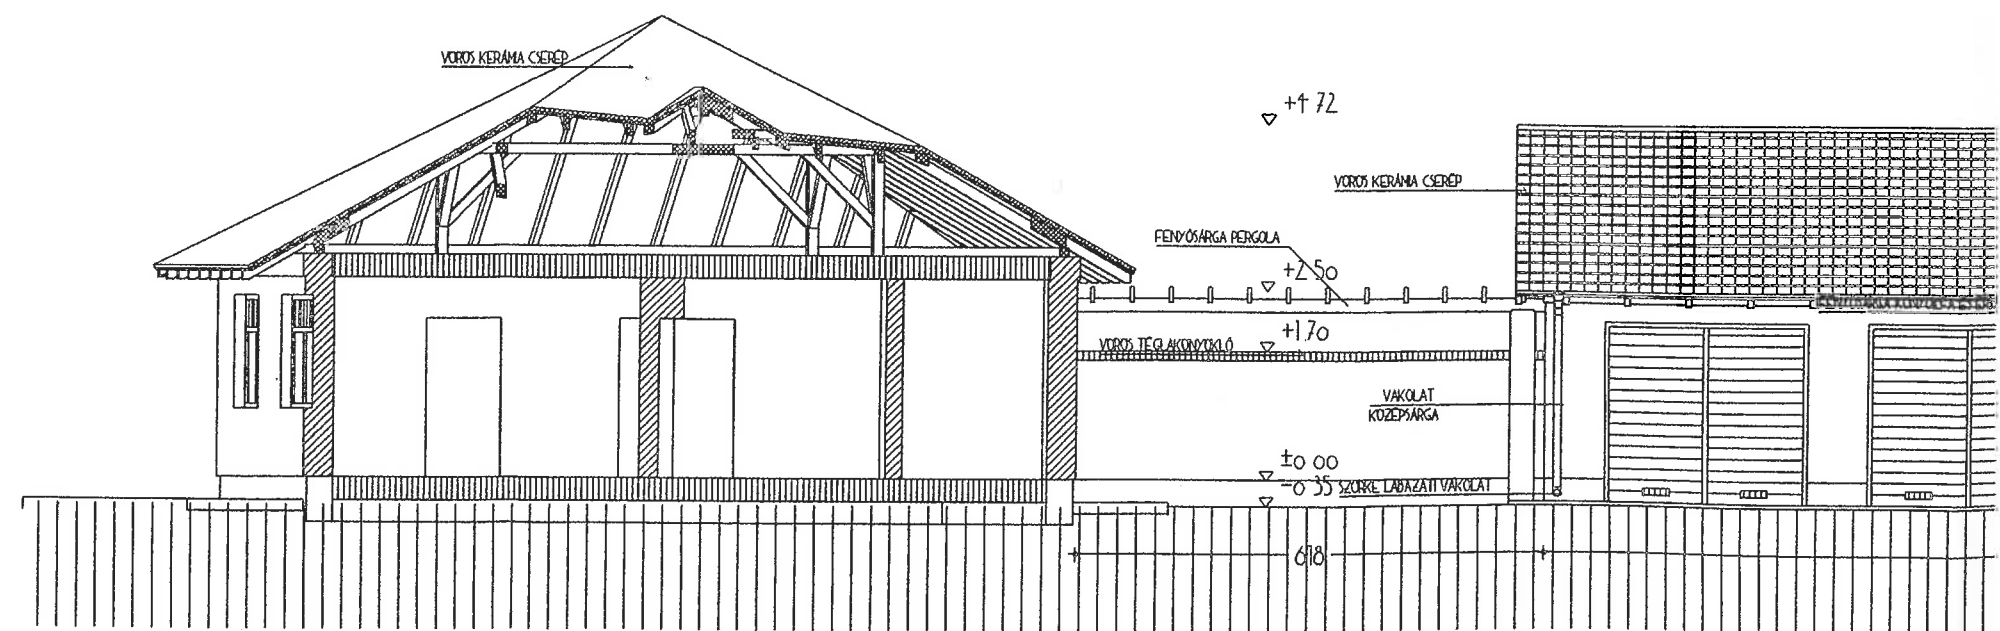 VÖRÖS KERÁMIA CSERÉP
+4 72
VÖRÖS KERÁMIA CSERÉP
FENYŐSÁRGA PERGOLA
+2 50
+1 70
VÖRÖS TÉGLAKÖNYÖKLŐ
VAKOLAT
KÖZÉPSÁRGA
±0 00
-0 35 SZÜRKE LÁBAZATI VAKOLAT
618